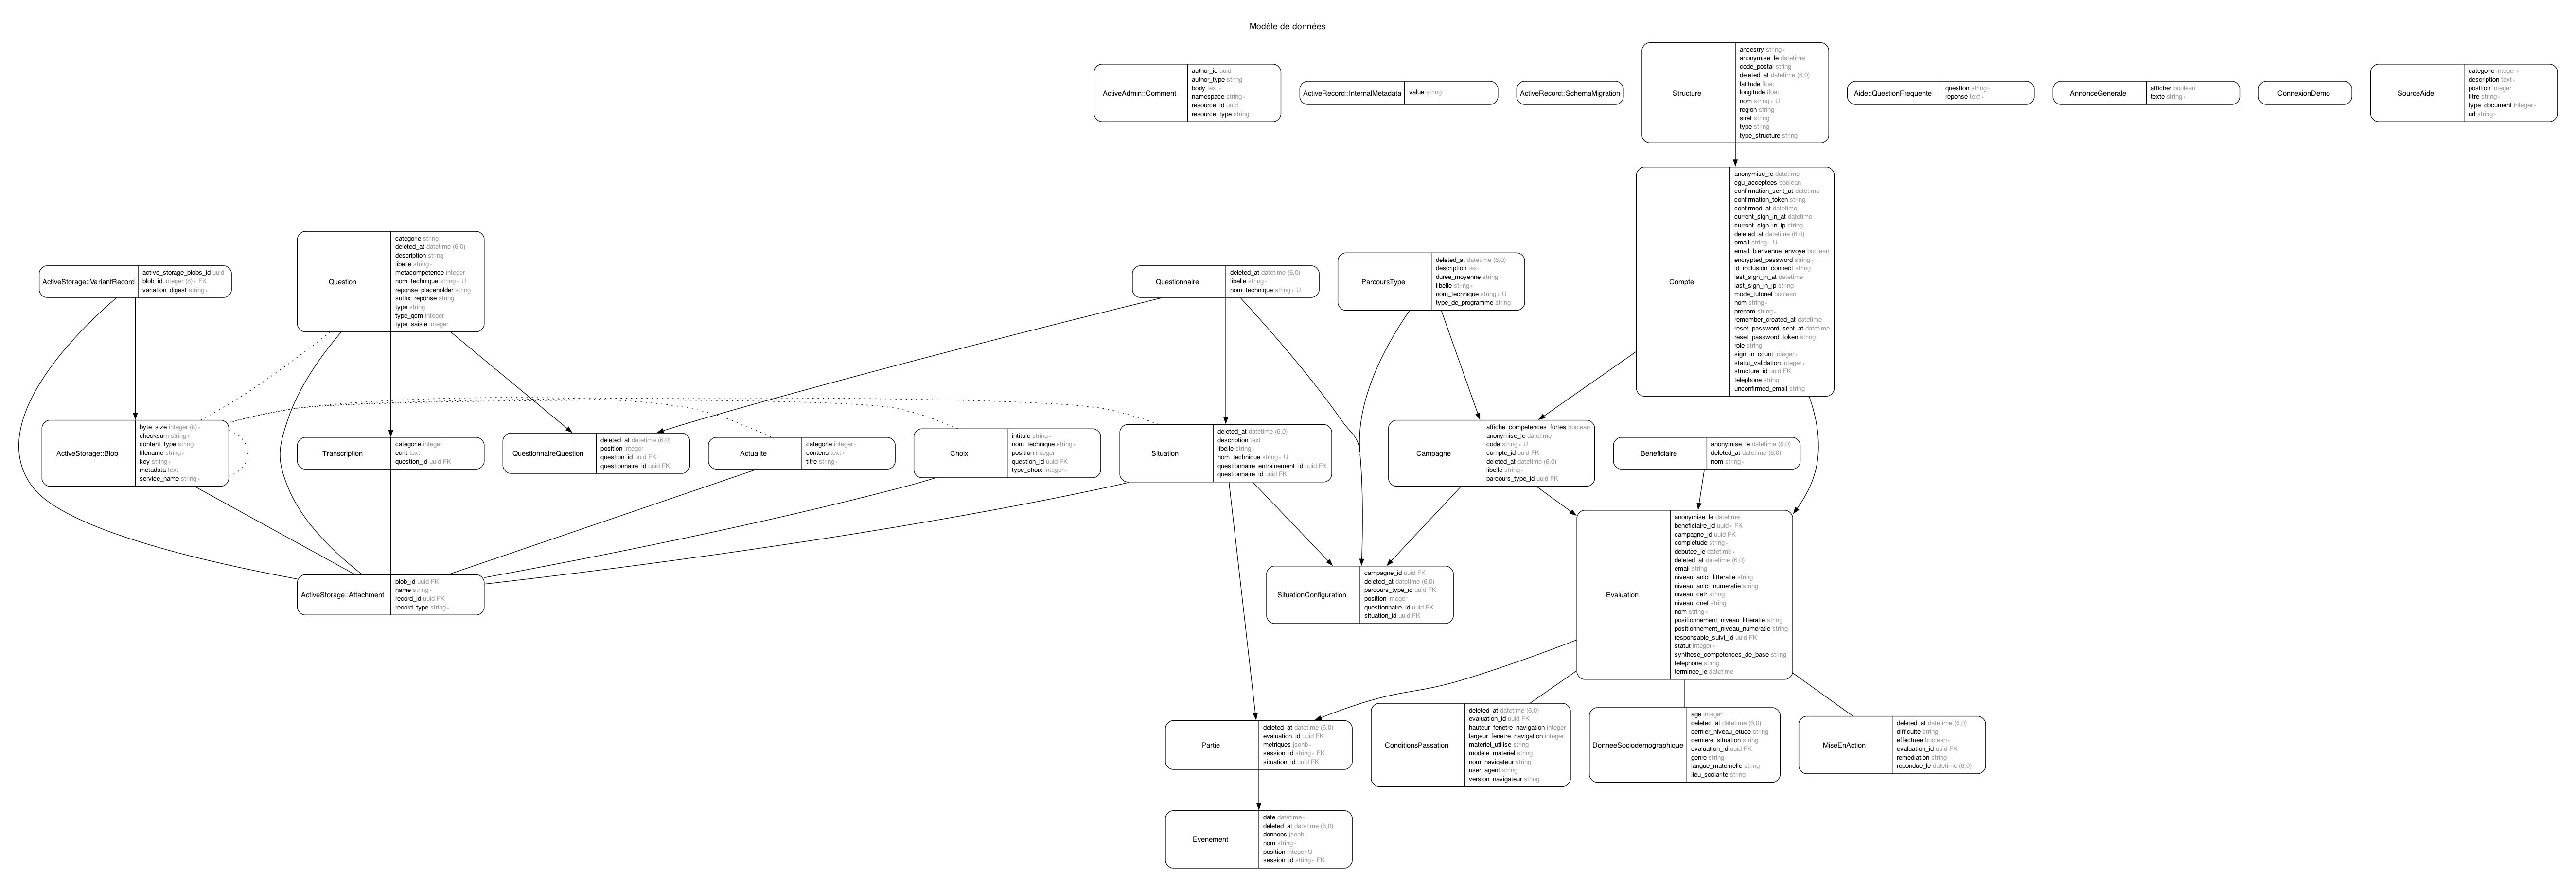 Modèle de données
ActiveAdmin::Comment
author_id uuid
author_type string
body text ∗
namespace string ∗
resource_id uuid
resource_type string
ActiveRecord::InternalMetadata
value string
ActiveRecord::SchemaMigration
Structure
ancestry string ∗
anonymise_le datetime
code_postal string
deleted_at datetime (6,0)
latitude float
longitude float
nom string ∗ U
region string
siret string
type string
type_structure string
Aide::QuestionFrequente
question string ∗
reponse text ∗
AnnonceGenerale
afficher boolean
texte string ∗
ConnexionDemo
SourceAide
categorie integer ∗
description text ∗
position integer
titre string ∗
type_document integer ∗
url string ∗
Compte
anonymise_le datetime
cgu_acceptees boolean
confirmation_sent_at datetime
confirmation_token string
confirmed_at datetime
current_sign_in_at datetime
current_sign_in_ip string
deleted_at datetime (6,0)
email string ∗ U
email_bienvenue_envoye boolean
encrypted_password string ∗
id_inclusion_connect string
last_sign_in_at datetime
last_sign_in_ip string
mode_tutoriel boolean
nom string ∗
prenom string ∗
remember_created_at datetime
reset_password_sent_at datetime
reset_password_token string
role string
sign_in_count integer ∗
statut_validation integer ∗
structure_id uuid FK
telephone string
unconfirmed_email string
ActiveStorage::VariantRecord
active_storage_blobs_id uuid
blob_id integer (8) ∗ FK
variation_digest string ∗
Question
categorie string
deleted_at datetime (6,0)
description string
libelle string ∗
metacompetence integer
nom_technique string ∗ U
reponse_placeholder string
suffix_reponse string
type string
type_qcm integer
type_saisie integer
Questionnaire
deleted_at datetime (6,0)
libelle string ∗
nom_technique string ∗ U
ParcoursType
deleted_at datetime (6,0)
description text
duree_moyenne string ∗
libelle string ∗
nom_technique string ∗ U
type_de_programme string
ActiveStorage::Blob
byte_size integer (8) ∗
checksum string ∗
content_type string
filename string ∗
key string ∗
metadata text
service_name string ∗
Transcription
categorie integer
ecrit text
question_id uuid FK
QuestionnaireQuestion
deleted_at datetime (6,0)
position integer
question_id uuid FK
questionnaire_id uuid FK
Actualite
categorie integer ∗
contenu text ∗
titre string ∗
Choix
intitule string ∗
nom_technique string ∗
position integer
question_id uuid FK
type_choix integer ∗
Situation
deleted_at datetime (6,0)
description text
libelle string ∗
nom_technique string ∗ U
questionnaire_entrainement_id uuid FK
questionnaire_id uuid FK
Campagne
affiche_competences_fortes boolean
anonymise_le datetime
code string ∗ U
compte_id uuid FK
deleted_at datetime (6,0)
libelle string ∗
parcours_type_id uuid FK
Beneficiaire
anonymise_le datetime (6,0)
deleted_at datetime (6,0)
nom string ∗
ActiveStorage::Attachment
blob_id uuid FK
name string ∗
record_id uuid FK
record_type string ∗
SituationConfiguration
campagne_id uuid FK
deleted_at datetime (6,0)
parcours_type_id uuid FK
position integer
questionnaire_id uuid FK
situation_id uuid FK
Evaluation
anonymise_le datetime
beneficiaire_id uuid ∗ FK
campagne_id uuid FK
completude string ∗
debutee_le datetime ∗
deleted_at datetime (6,0)
email string
niveau_anlci_litteratie string
niveau_anlci_numeratie string
niveau_cefr string
niveau_cnef string
nom string ∗
positionnement_niveau_litteratie string
positionnement_niveau_numeratie string
responsable_suivi_id uuid FK
statut integer ∗
synthese_competences_de_base string
telephone string
terminee_le datetime
Partie
deleted_at datetime (6,0)
evaluation_id uuid FK
metriques jsonb ∗
session_id string ∗ FK
situation_id uuid FK
ConditionsPassation
deleted_at datetime (6,0)
evaluation_id uuid FK
hauteur_fenetre_navigation integer
largeur_fenetre_navigation integer
materiel_utilise string
modele_materiel string
nom_navigateur string
user_agent string
version_navigateur string
DonneeSociodemographique
age integer
deleted_at datetime (6,0)
dernier_niveau_etude string
derniere_situation string
evaluation_id uuid FK
genre string
langue_maternelle string
lieu_scolarite string
MiseEnAction
deleted_at datetime (6,0)
difficulte string
effectuee boolean ∗
evaluation_id uuid FK
remediation string
repondue_le datetime (6,0)
Evenement
date datetime ∗
deleted_at datetime (6,0)
donnees jsonb ∗
nom string ∗
position integer U
session_id string ∗ FK